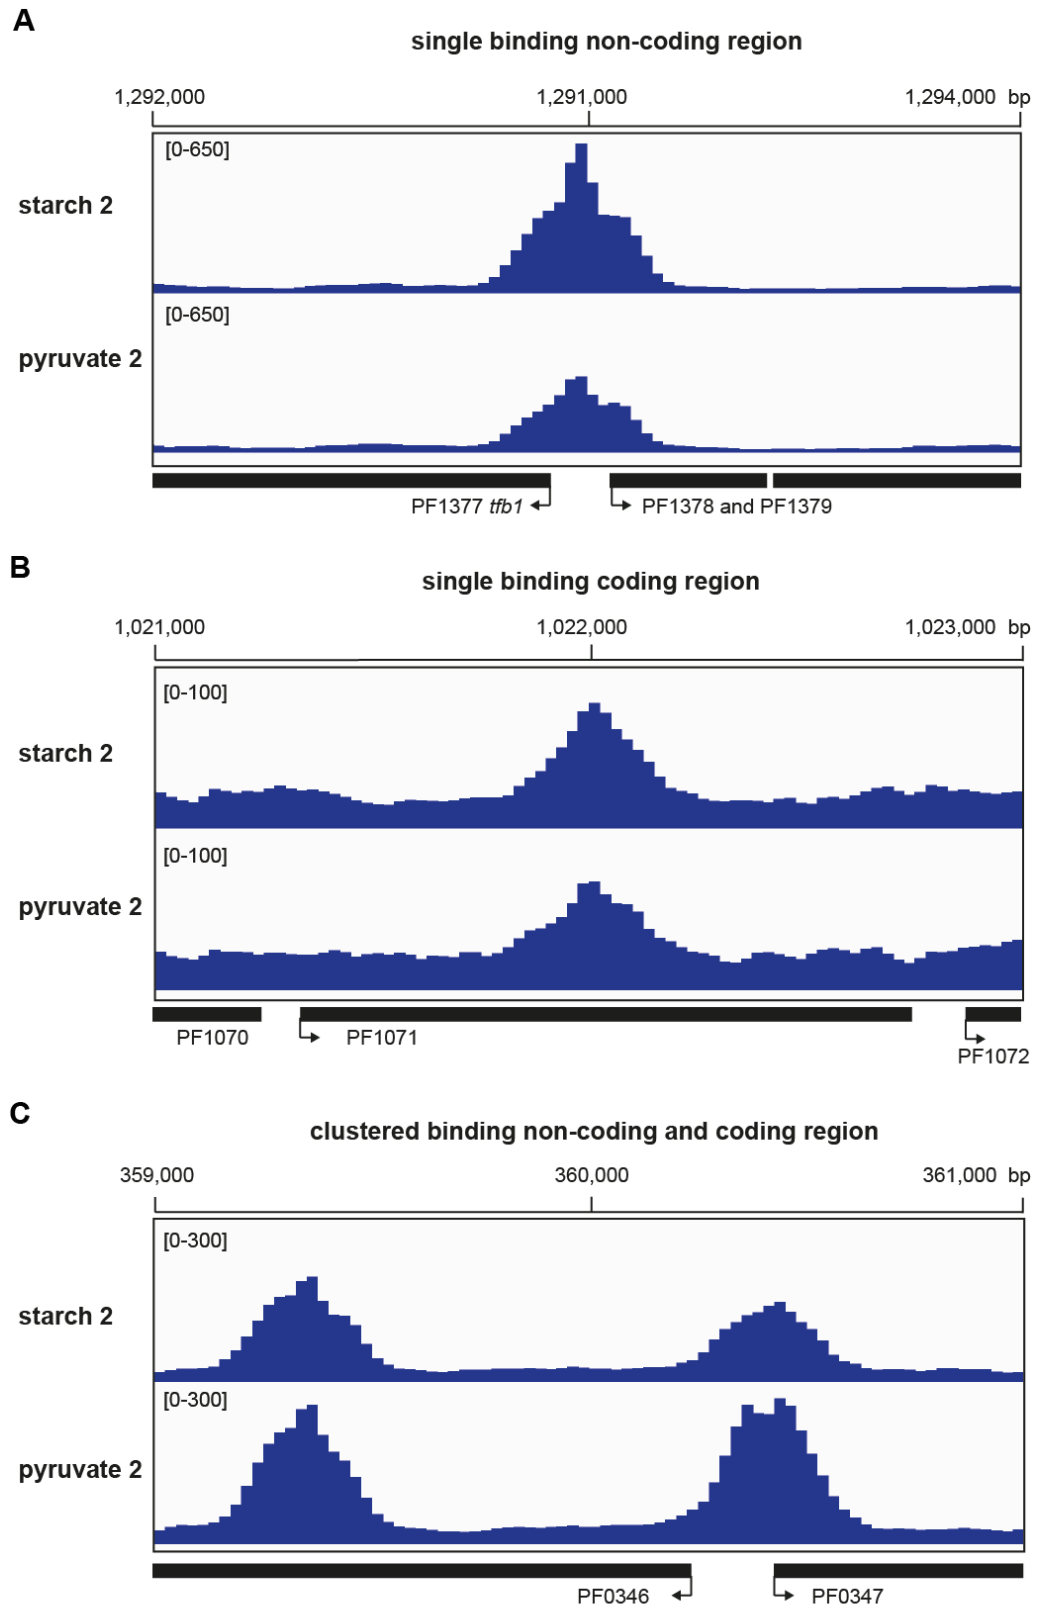 A
single binding non-coding region
1,292,000 1,291,000 1,294,000 bp
[0-650]
starch 2
[0-650]
pyruvate 2
PF1377 tfb1 PF1378 and PF1379
B
single binding coding region
1,021,000 1,022,000 1,023,000 bp
[0-100]
starch 2
[0-100]
pyruvate 2
PF1070 PF1071
PF1072
C
clustered binding non-coding and coding region
359,000 360,000 361,000 bp
[0-300]
starch 2
[0-300]
pyruvate 2
PF0346 PF0347